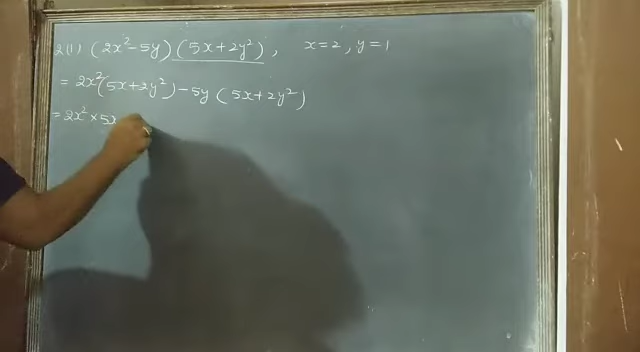 2(1) (2x²-5y)(5x+2y²), x=2, y=1
= 2x²(5x+2y²)-5y(5x+2y²)
= 2x²×5x